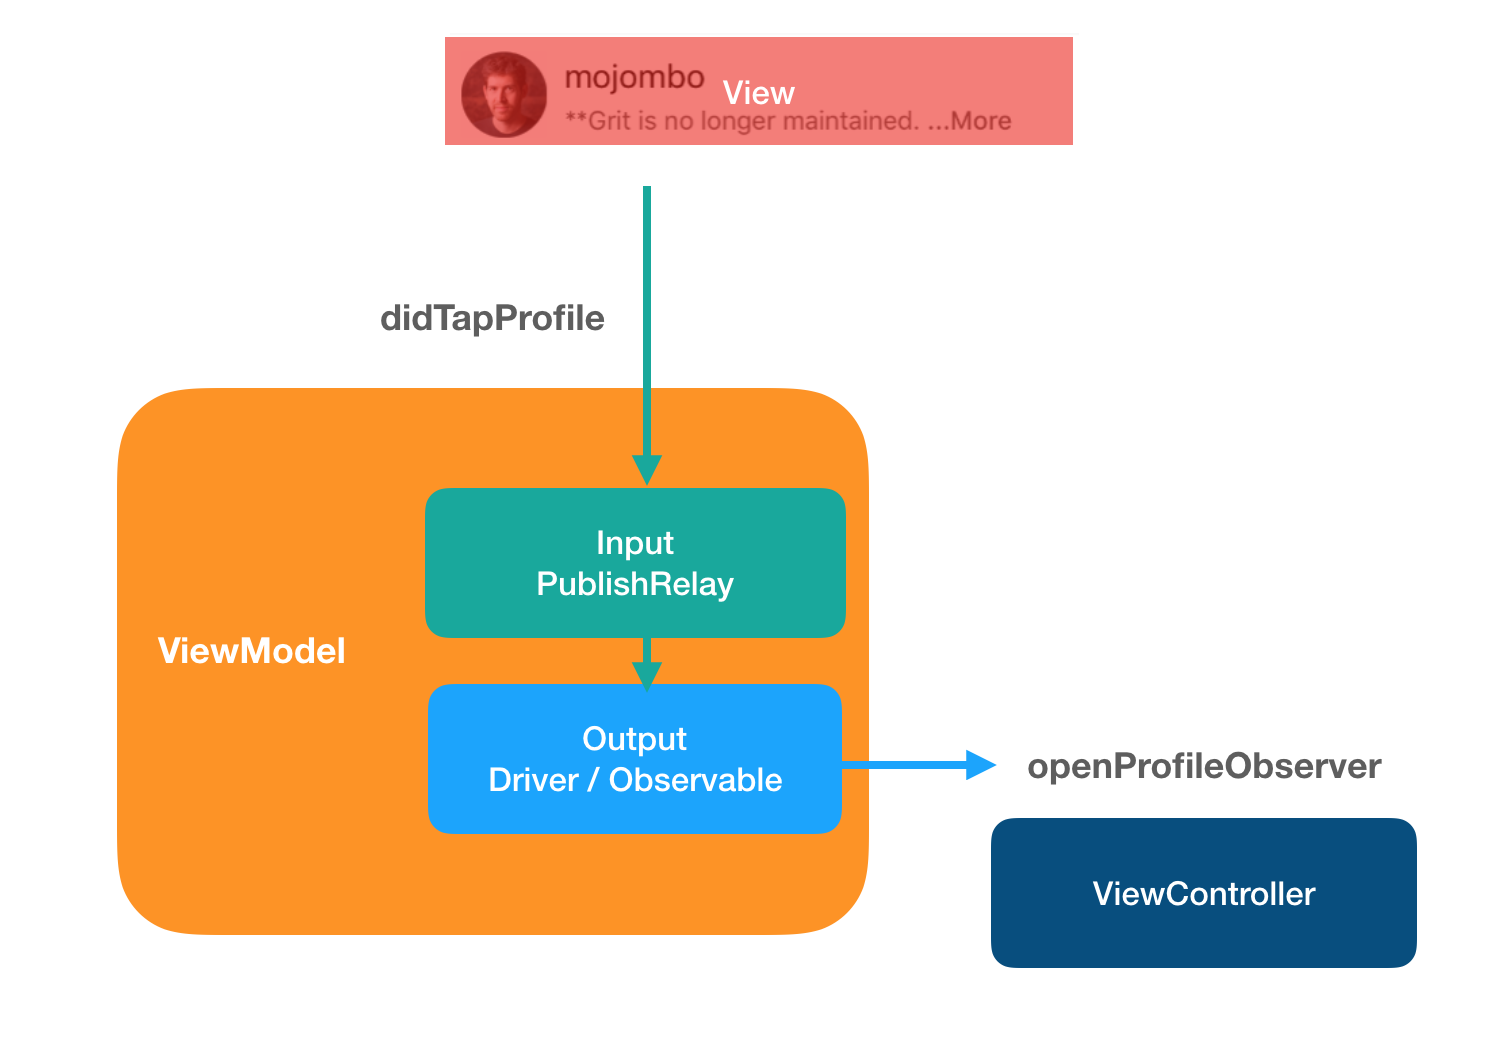 mojombo
View
**Grit is no longer maintained. ...More
didTapProfile
Input
PublishRelay
ViewModel
Output
Driver / Observable
openProfileObserver
ViewController